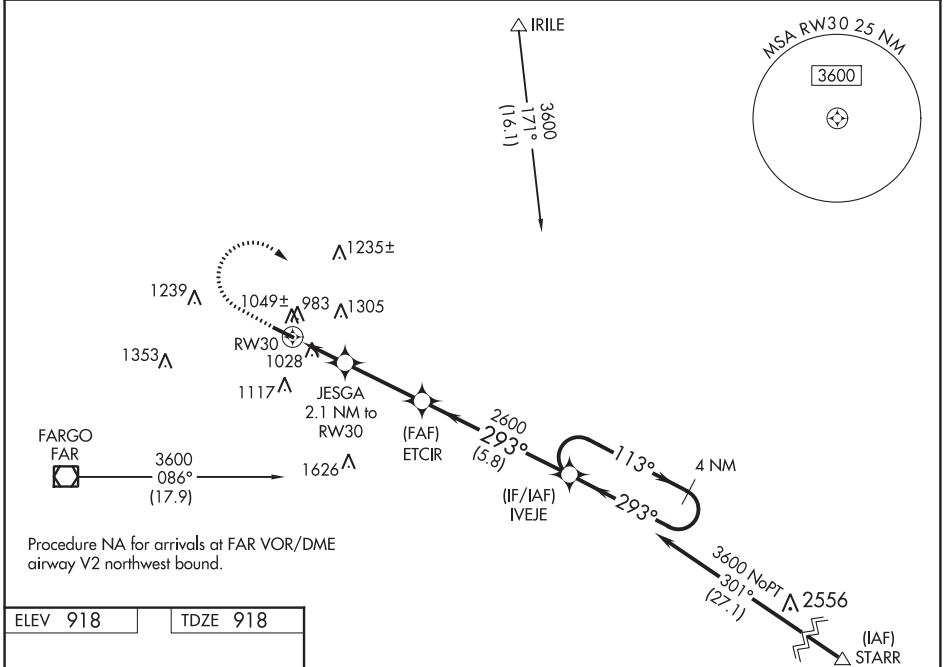 IRILE
MSA RW30 25 NM
3600
3600
171°
(16.1)
1235±
1239
1049±
983
1305
RW30
1028
1353
1117
JESGA
2.1 NM to
RW30
(FAF)
ETCIR
2600
293°
(5.8)
113°
4 NM
293°
(IF/IAF)
IVEJE
FARGO
FAR
3600
086°
(17.9)
1626
3600 NoPT
301°
(27.1)
2556
(IAF)
STARR
Procedure NA for arrivals at FAR VOR/DME
airway V2 northwest bound.
ELEV 918
TDZE 918